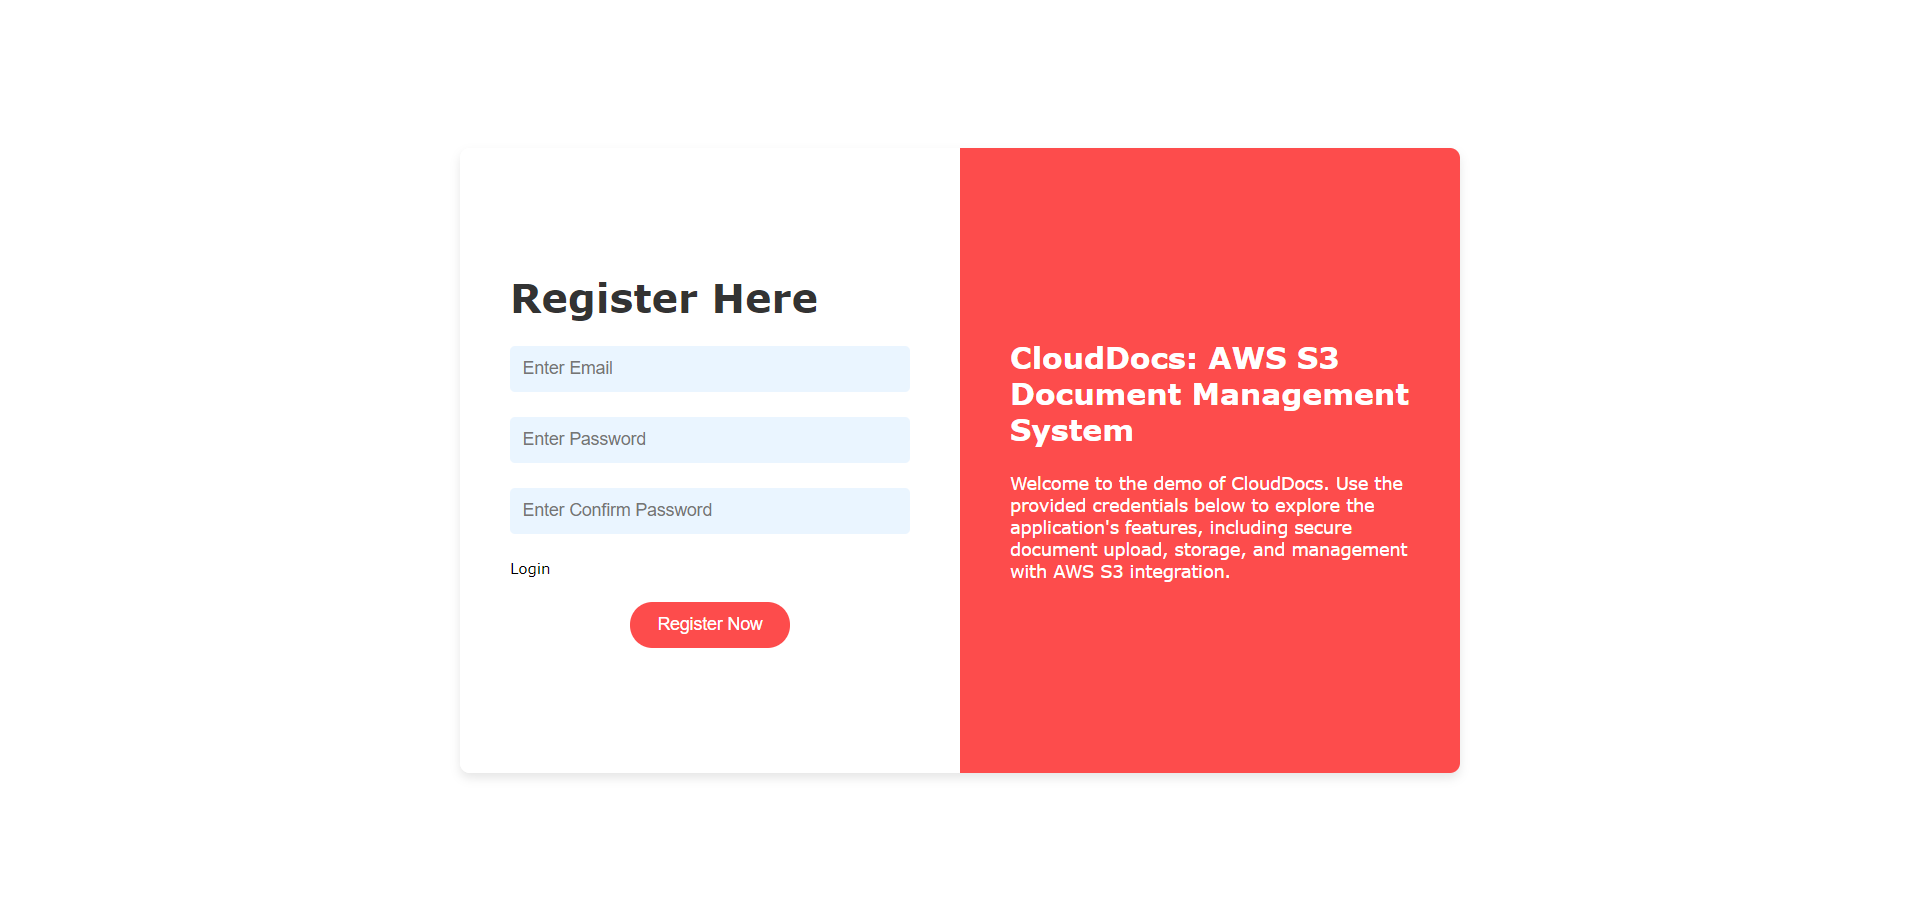 Register Here
Enter Email
Enter Password
Enter Confirm Password
Login
Register Now
CloudDocs: AWS S3
Document Management
System
Welcome to the demo of CloudDocs. Use the
provided credentials below to explore the
application's features, including secure
document upload, storage, and management
with AWS S3 integration.